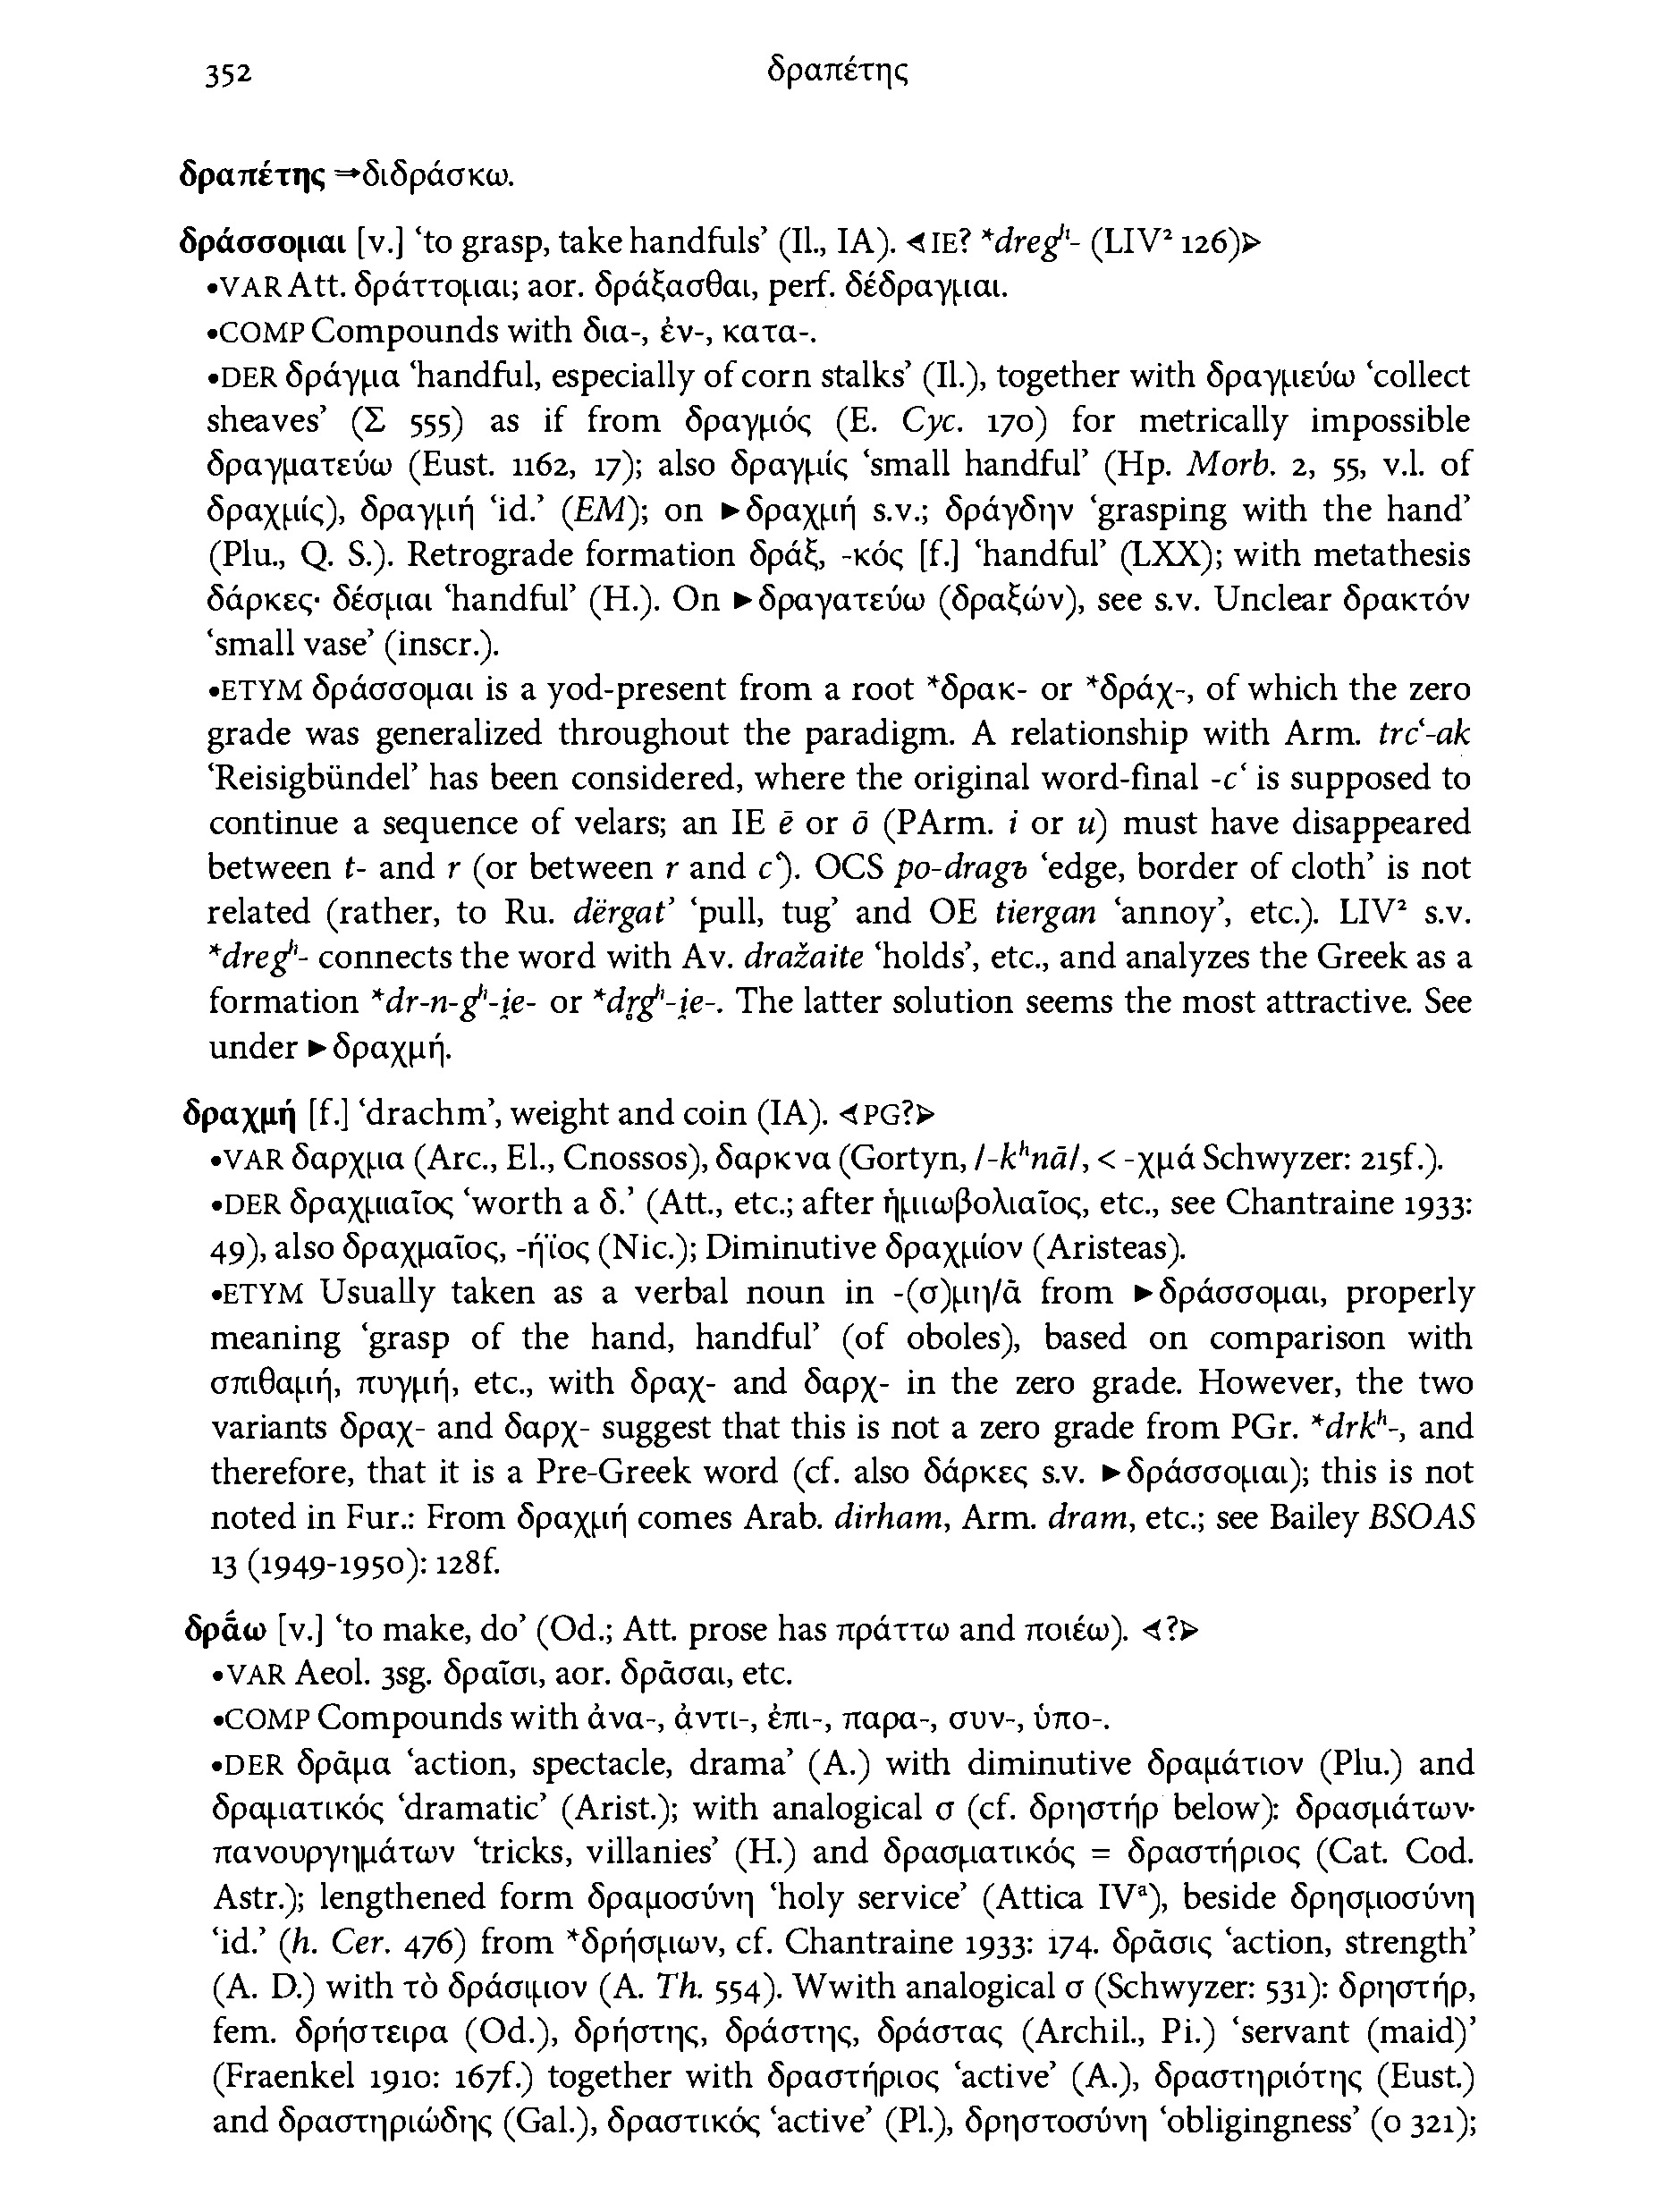 352 δραπέτης
δραπέτης ⇒διδράσκω.
δράσσομαι [v.] ‘to grasp, take handfuls’ (Il., IA). ⋖IE? *dregʰ- (LIV² 126)⋗
•VAR Att. δράττομαι; aor. δράξασθαι, perf. δέδραγμαι.
•COMP Compounds with δια-, ἐν-, κατα-.
•DER δράγμα ‘handful, especially of corn stalks’ (Il.), together with δραγμεύω ‘collect
sheaves’ (Σ 555) as if from δραγμός (E. Cyc. 170) for metrically impossible
δραγματεύω (Eust. 1162, 17); also δραγμίς ‘small handful’ (Hp. Morb. 2, 55, v.l. of
δραχμίς), δραγμή ‘id.’ (EM); on ►δραχμή s.v.; δράγδην ‘grasping with the hand’
(Plu., Q. S.). Retrograde formation δράξ, -κός [f.] ‘handful’ (LXX); with metathesis
δάρκες· δέσμαι ‘handful’ (H.). On ►δραγατεύω (δραξών), see s.v. Unclear δρακτόν
‘small vase’ (inscr.).
•ETYM δράσσομαι is a yod-present from a root *δρακ- or *δράχ-, of which the zero
grade was generalized throughout the paradigm. A relationship with Arm. trcʻ-ak
‘Reisigbündel’ has been considered, where the original word-final -cʻ is supposed to
continue a sequence of velars; an IE ē or ō (PArm. i or u) must have disappeared
between t- and r (or between r and cʻ). OCS po-dragъ ‘edge, border of cloth’ is not
related (rather, to Ru. dërgat’ ‘pull, tug’ and OE tiergan ‘annoy’, etc.). LIV² s.v.
*dregʰ- connects the word with Av. dražaite ‘holds’, etc., and analyzes the Greek as a
formation *dr-n-gʰ-i̯e- or *dr̥gʰ-i̯e-. The latter solution seems the most attractive. See
under ►δραχμή.
δραχμή [f.] ‘drachm’, weight and coin (IA). ⋖PG?⋗
•VAR δαρχμα (Arc., El., Cnossos), δαρκνα (Gortyn, /-kʰnā/, < -χμά Schwyzer: 215f.).
•DER δραχμιαῖος ‘worth a δ.’ (Att., etc.; after ἡμιωβολιαῖος, etc., see Chantraine 1933:
49), also δραχμαῖος, -ήϊος (Nic.); Diminutive δραχμίον (Aristeas).
•ETYM Usually taken as a verbal noun in -(σ)μη/ᾱ from ►δράσσομαι, properly
meaning ‘grasp of the hand, handful’ (of oboles), based on comparison with
σπιθαμή, πυγμή, etc., with δραχ- and δαρχ- in the zero grade. However, the two
variants δραχ- and δαρχ- suggest that this is not a zero grade from PGr. *drkʰ-, and
therefore, that it is a Pre-Greek word (cf. also δάρκες s.v. ►δράσσομαι); this is not
noted in Fur.: From δραχμή comes Arab. dirham, Arm. dram, etc.; see Bailey BSOAS
13 (1949-1950): 128f.
δρᾱ́ω [v.] ‘to make, do’ (Od.; Att. prose has πράττω and ποιέω). ⋖?⋗
•VAR Aeol. 3sg. δραῖσι, aor. δρᾶσαι, etc.
•COMP Compounds with ἀνα-, ἀντι-, ἐπι-, παρα-, συν-, ὑπο-.
•DER δρᾶμα ‘action, spectacle, drama’ (A.) with diminutive δραμάτιον (Plu.) and
δραματικός ‘dramatic’ (Arist.); with analogical σ (cf. δρηστήρ below): δρασμάτων·
πανουργημάτων ‘tricks, villanies’ (H.) and δρασματικός = δραστήριος (Cat. Cod.
Astr.); lengthened form δραμοσύνη ‘holy service’ (Attica IVᵃ), beside δρησμοσύνη
‘id.’ (h. Cer. 476) from *δρήσμων, cf. Chantraine 1933: 174. δρᾶσις ‘action, strength’
(A. D.) with τὸ δράσιμον (A. Th. 554). Wwith analogical σ (Schwyzer: 531): δρηστήρ,
fem. δρήστειρα (Od.), δρήστης, δράστης, δράστας (Archil., Pi.) ‘servant (maid)’
(Fraenkel 1910: 167f.) together with δραστήριος ‘active’ (A.), δραστηριότης (Eust.)
and δραστηριώδης (Gal.), δραστικός ‘active’ (Pl.), δρηστοσύνη ‘obligingness’ (ο 321);